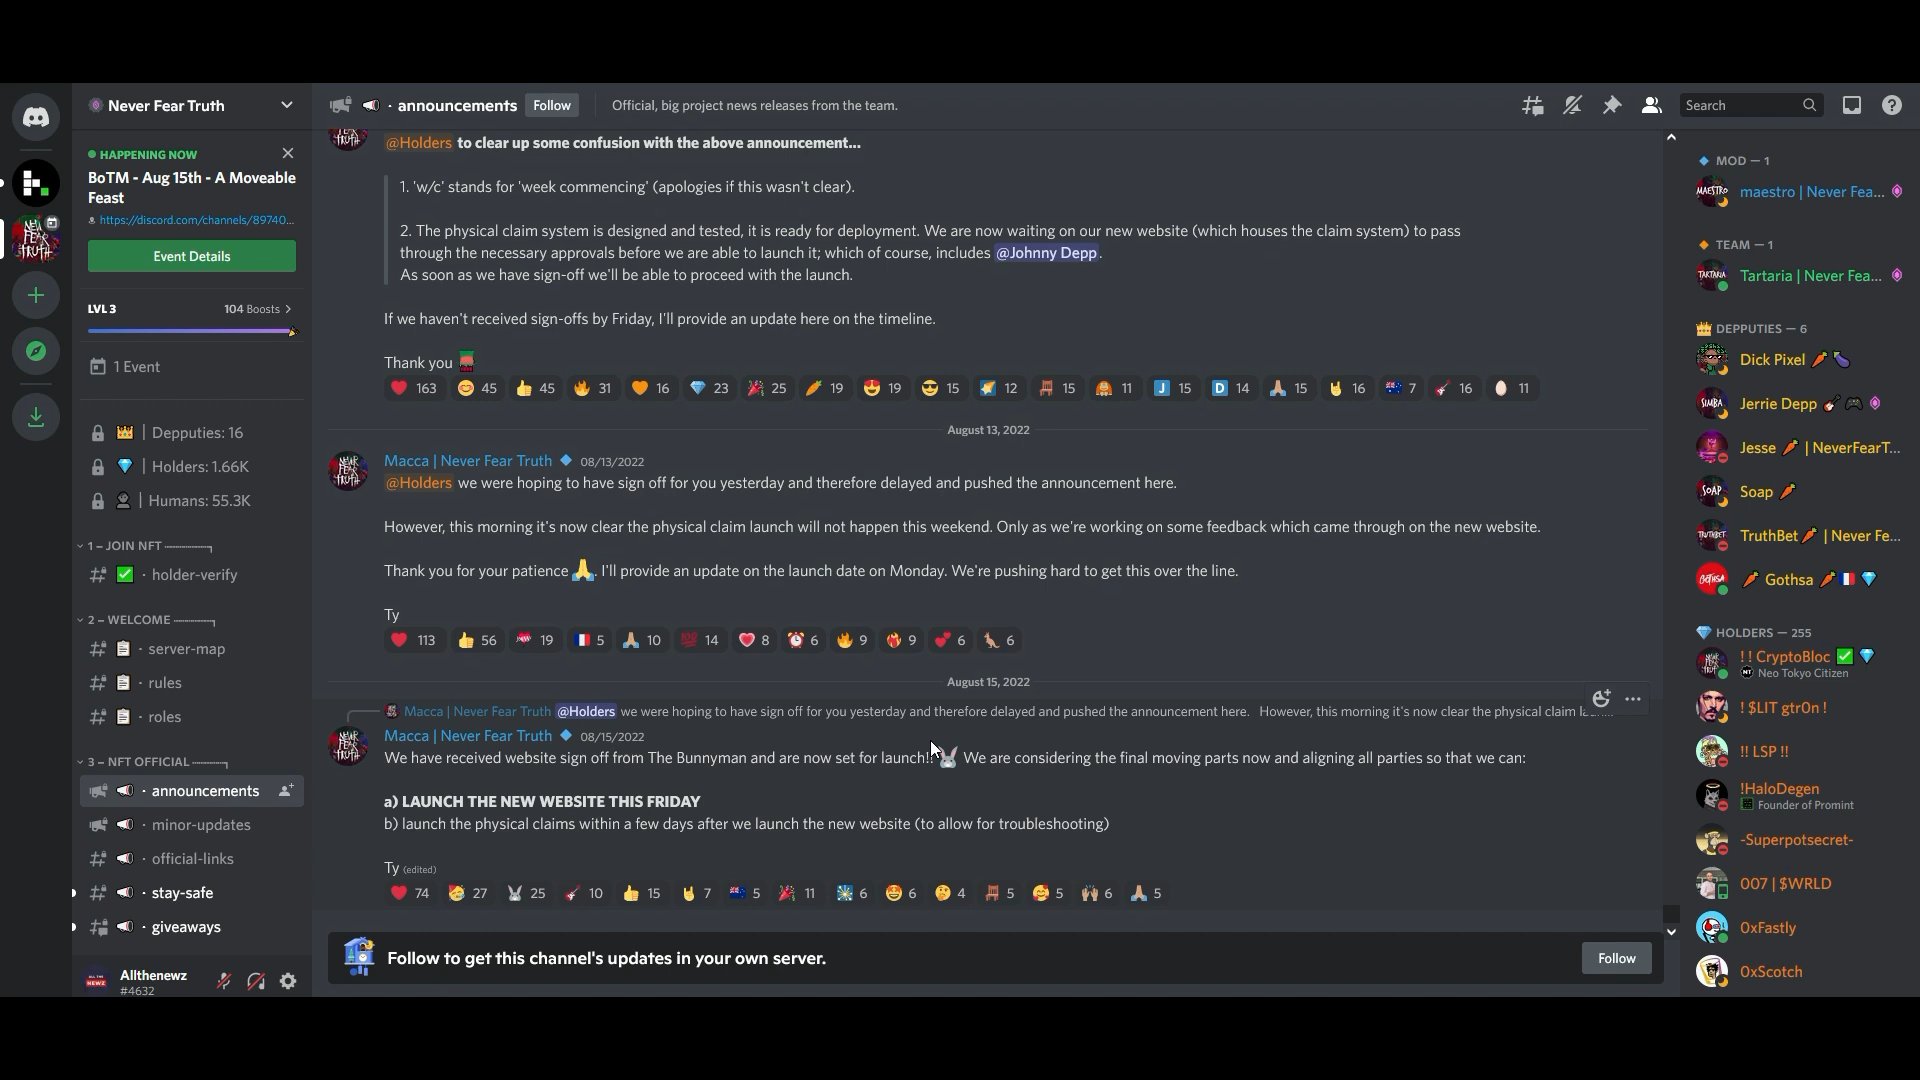 Never Fear Truth
HAPPENING NOW
BoTM - Aug 15th - A Moveable
Feast
https://discord.com/channels/89740...
Event Details
LVL 3
104 Boosts
1 Event
| Depputies: 16
| Holders: 1.66K
| Humans: 55.3K
1 – JOIN NFT
· holder-verify
2 – WELCOME
· server-map
· rules
· roles
3 – NFT OFFICIAL
· announcements
· minor-updates
· official-links
· stay-safe
· giveaways
Allthenewz
#4632
· announcements
Follow
Official, big project news releases from the team.
Search
@Holders to clear up some confusion with the above announcement...
1. 'w/c' stands for 'week commencing' (apologies if this wasn't clear).
2. The physical claim system is designed and tested, it is ready for deployment. We are now waiting on our new website (which houses the claim system) to pass
through the necessary approvals before we are able to launch it; which of course, includes @Johnny Depp.
As soon as we have sign-off we'll be able to proceed with the launch.
If we haven't received sign-offs by Friday, I'll provide an update here on the timeline.
Thank you
163 45 45 31 16 23 25 19 19 15 12 15 11 J 15 D 14 15 16 7 16 11
August 13, 2022
Macca | Never Fear Truth 08/13/2022
@Holders we were hoping to have sign off for you yesterday and therefore delayed and pushed the announcement here.
However, this morning it's now clear the physical claim launch will not happen this weekend. Only as we're working on some feedback which came through on the new website.
Thank you for your patience . I'll provide an update on the launch date on Monday. We're pushing hard to get this over the line.
Ty
113 56 19 5 10 14 8 6 9 9 6 6
August 15, 2022
Macca | Never Fear Truth @Holders we were hoping to have sign off for you yesterday and therefore delayed and pushed the announcement here. However, this morning it's now clear the physical claim la...
Macca | Never Fear Truth 08/15/2022
We have received website sign off from The Bunnyman and are now set for launch!! We are considering the final moving parts now and aligning all parties so that we can:
a) LAUNCH THE NEW WEBSITE THIS FRIDAY
b) launch the physical claims within a few days after we launch the new website (to allow for troubleshooting)
Ty (edited)
74 27 25 10 15 7 5 11 6 6 4 5 5 6 5
Follow to get this channel's updates in your own server.
Follow
MOD — 1
maestro | Never Fea...
TEAM — 1
Tartaria | Never Fea...
DEPPUTIES — 6
Dick Pixel
Jerrie Depp
Jesse | NeverFearT...
Soap
TruthBet | Never Fe...
Gothsa
HOLDERS — 255
! ! CryptoBloc
Neo Tokyo Citizen
! $LIT gtr0n !
!! LSP !!
!HaloDegen
Founder of Promint
-Superpotsecret-
007 | $WRLD
0xFastly
0xScotch